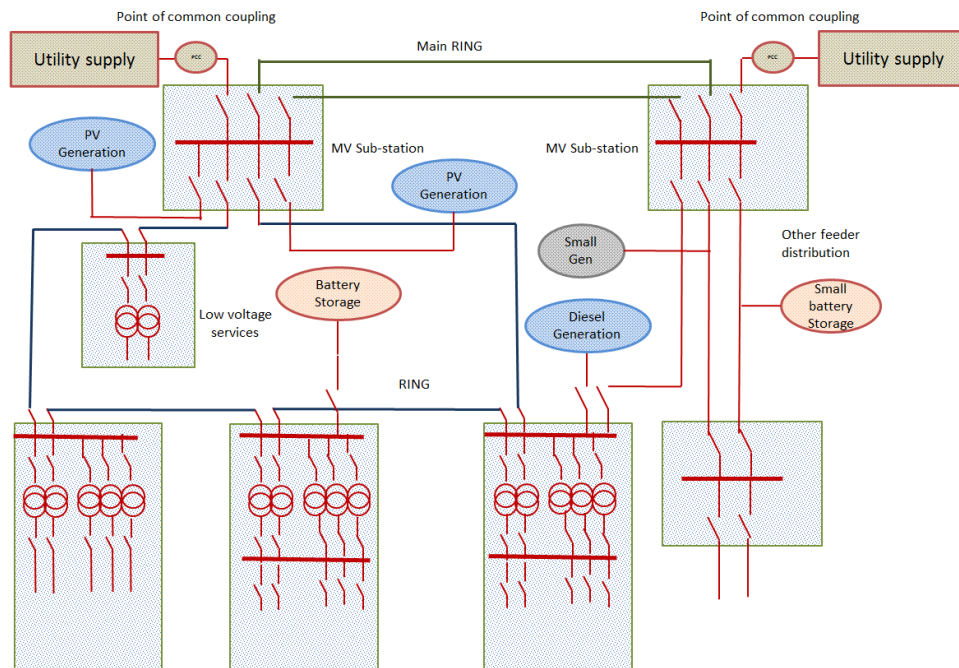 Point of common coupling
Point of common coupling
Utility supply
PCC
Main RING
PCC
Utility supply
PV
Generation
MV Sub-station
MV Sub-station
PV
Generation
Small
Gen
Other feeder
distribution
Battery
Storage
Small
battery
Storage
Low voltage
services
Diesel
Generation
RING